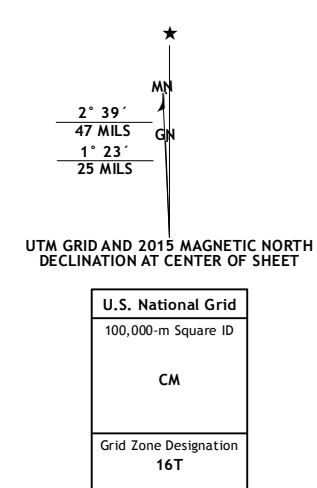 ★
MN
2° 39´
47 MILS
GN
1° 23´
25 MILS
UTM GRID AND 2015 MAGNETIC NORTH
DECLINATION AT CENTER OF SHEET
U.S. National Grid
100,000-m Square ID
CM
Grid Zone Designation
16T